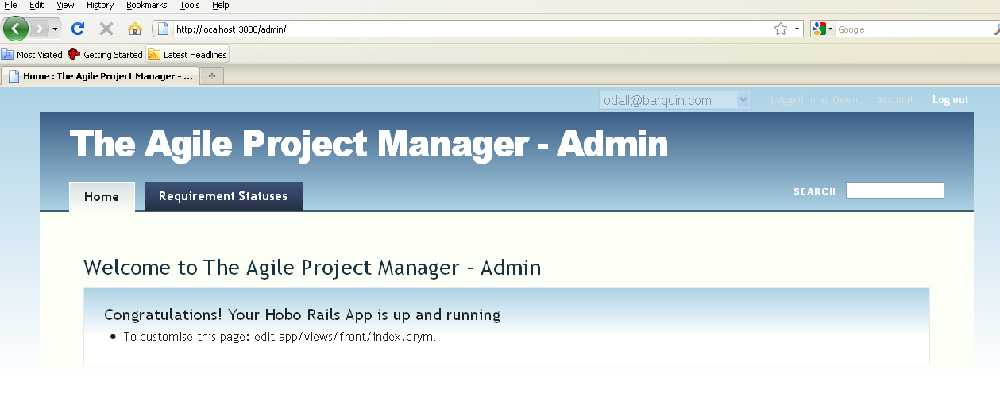 File Edit View History Bookmarks Tools Help
http://localhost:3000/admin/
Google
Most Visited Getting Started Latest Headlines
Home : The Agile Project Manager - ...
odall@barquin.com Logged in as Owen Account Log out
The Agile Project Manager - Admin
Home Requirement Statuses SEARCH
Welcome to The Agile Project Manager - Admin
Congratulations! Your Hobo Rails App is up and running
• To customise this page: edit app/views/front/index.dryml